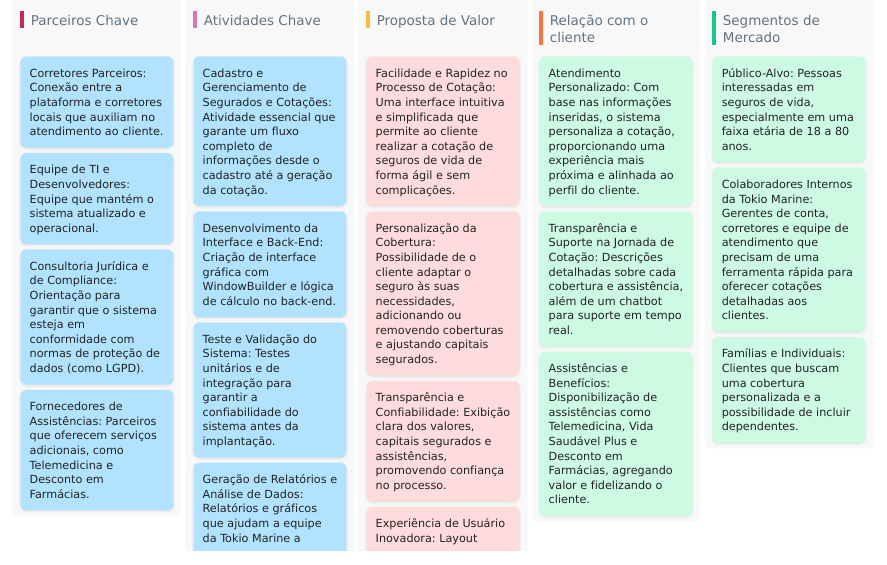 Parceiros Chave
Corretores Parceiros:
Conexão entre a
plataforma e corretores
locais que auxiliam no
atendimento ao cliente.
Equipe de TI e
Desenvolvedores:
Equipe que mantém o
sistema atualizado e
operacional.
Consultoria Jurídica e
de Compliance:
Orientação para
garantir que o sistema
esteja em
conformidade com
normas de proteção de
dados (como LGPD).
Fornecedores de
Assistências: Parceiros
que oferecem serviços
adicionais, como
Telemedicina e
Desconto em
Farmácias.
Atividades Chave
Cadastro e
Gerenciamento de
Segurados e Cotações:
Atividade essencial que
garante um fluxo
completo de
informações desde o
cadastro até a geração
da cotação.
Desenvolvimento da
Interface e Back-End:
Criação de interface
gráfica com
WindowBuilder e lógica
de cálculo no back-end.
Teste e Validação do
Sistema: Testes
unitários e de
integração para
garantir a
confiabilidade do
sistema antes da
implantação.
Geração de Relatórios e
Análise de Dados:
Relatórios e gráficos
que ajudam a equipe
da Tokio Marine a
Proposta de Valor
Facilidade e Rapidez no
Processo de Cotação:
Uma interface intuitiva
e simplificada que
permite ao cliente
realizar a cotação de
seguros de vida de
forma ágil e sem
complicações.
Personalização da
Cobertura:
Possibilidade de o
cliente adaptar o
seguro às suas
necessidades,
adicionando ou
removendo coberturas
e ajustando capitais
segurados.
Transparência e
Confiabilidade: Exibição
clara dos valores,
capitais segurados e
assistências,
promovendo confiança
no processo.
Experiência de Usuário
Inovadora: Layout
Relação com o
cliente
Atendimento
Personalizado: Com
base nas informações
inseridas, o sistema
personaliza a cotação,
proporcionando uma
experiência mais
próxima e alinhada ao
perfil do cliente.
Transparência e
Suporte na Jornada de
Cotação: Descrições
detalhadas sobre cada
cobertura e assistência,
além de um chatbot
para suporte em tempo
real.
Assistências e
Benefícios:
Disponibilização de
assistências como
Telemedicina, Vida
Saudável Plus e
Desconto em
Farmácias, agregando
valor e fidelizando o
cliente.
Segmentos de
Mercado
Público-Alvo: Pessoas
interessadas em
seguros de vida,
especialmente em uma
faixa etária de 18 a 80
anos.
Colaboradores Internos
da Tokio Marine:
Gerentes de conta,
corretores e equipe de
atendimento que
precisam de uma
ferramenta rápida para
oferecer cotações
detalhadas aos
clientes.
Famílias e Individuais:
Clientes que buscam
uma cobertura
personalizada e a
possibilidade de incluir
dependentes.